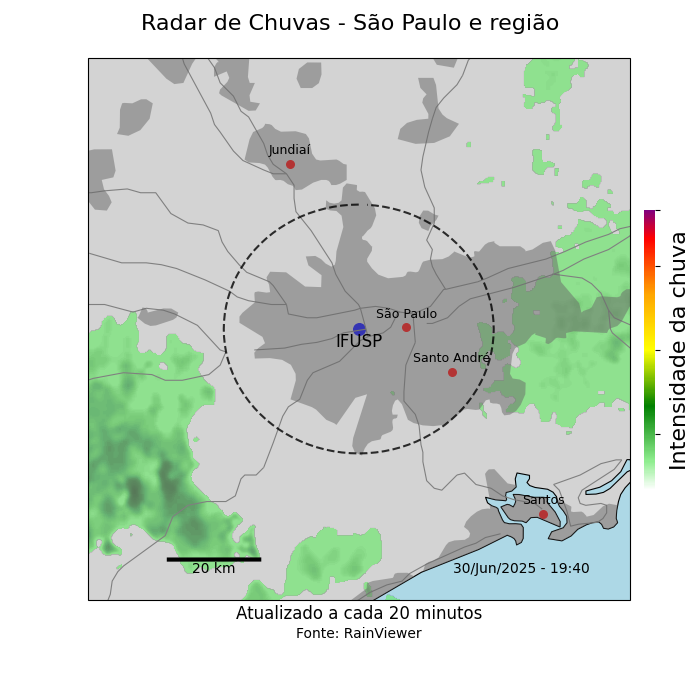 Radar de Chuvas - São Paulo e região
Jundiaí
São Paulo
IFUSP
Santo André
Santos
20 km
30/Jun/2025 - 19:40
Intensidade da chuva
Atualizado a cada 20 minutos
Fonte: RainViewer